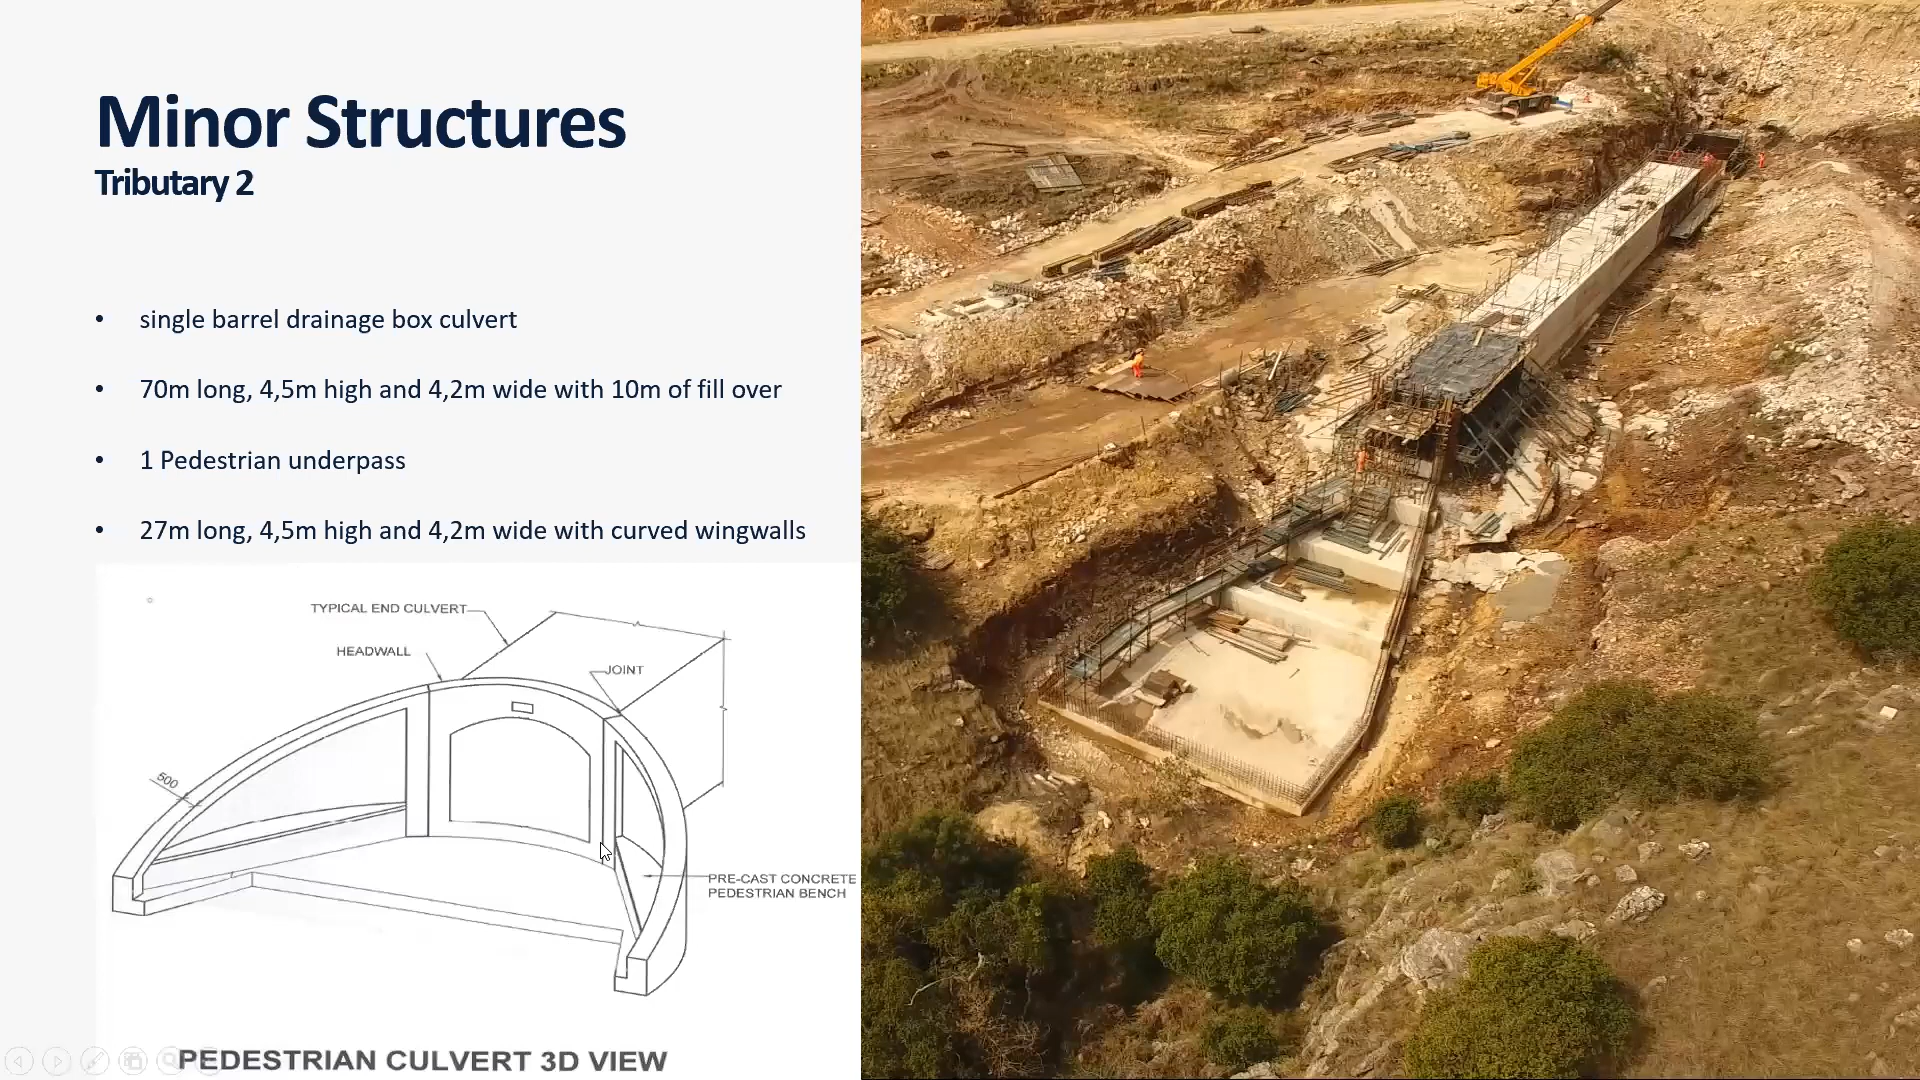 Minor Structures
Tributary 2
• single barrel drainage box culvert
• 70m long, 4,5m high and 4,2m wide with 10m of fill over
• 1 Pedestrian underpass
• 27m long, 4,5m high and 4,2m wide with curved wingwalls
TYPICAL END CULVERT
HEADWALL
JOINT
500
PRE-CAST CONCRETE
PEDESTRIAN BENCH
PEDESTRIAN CULVERT 3D VIEW